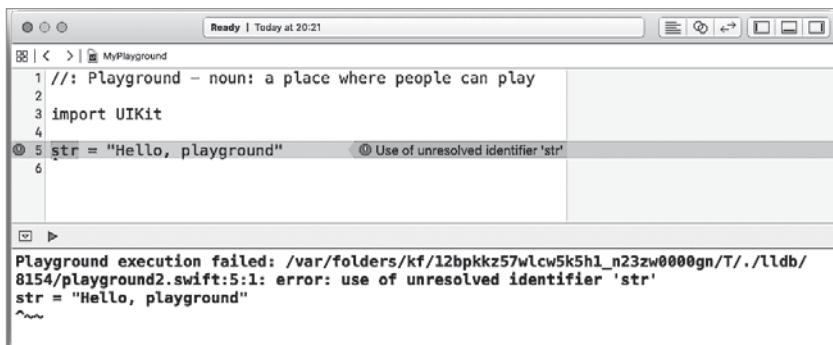 Ready | Today at 20:21
MyPlayground
1 //: Playground – noun: a place where people can play
2
3 import UIKit
4
5 str = "Hello, playground" Use of unresolved identifier 'str'
6
Playground execution failed: /var/folders/kf/12bpkkz57wlcw5k5h1_n23zw0000gn/T/./lldb/
8154/playground2.swift:5:1: error: use of unresolved identifier 'str'
str = "Hello, playground"
^~~